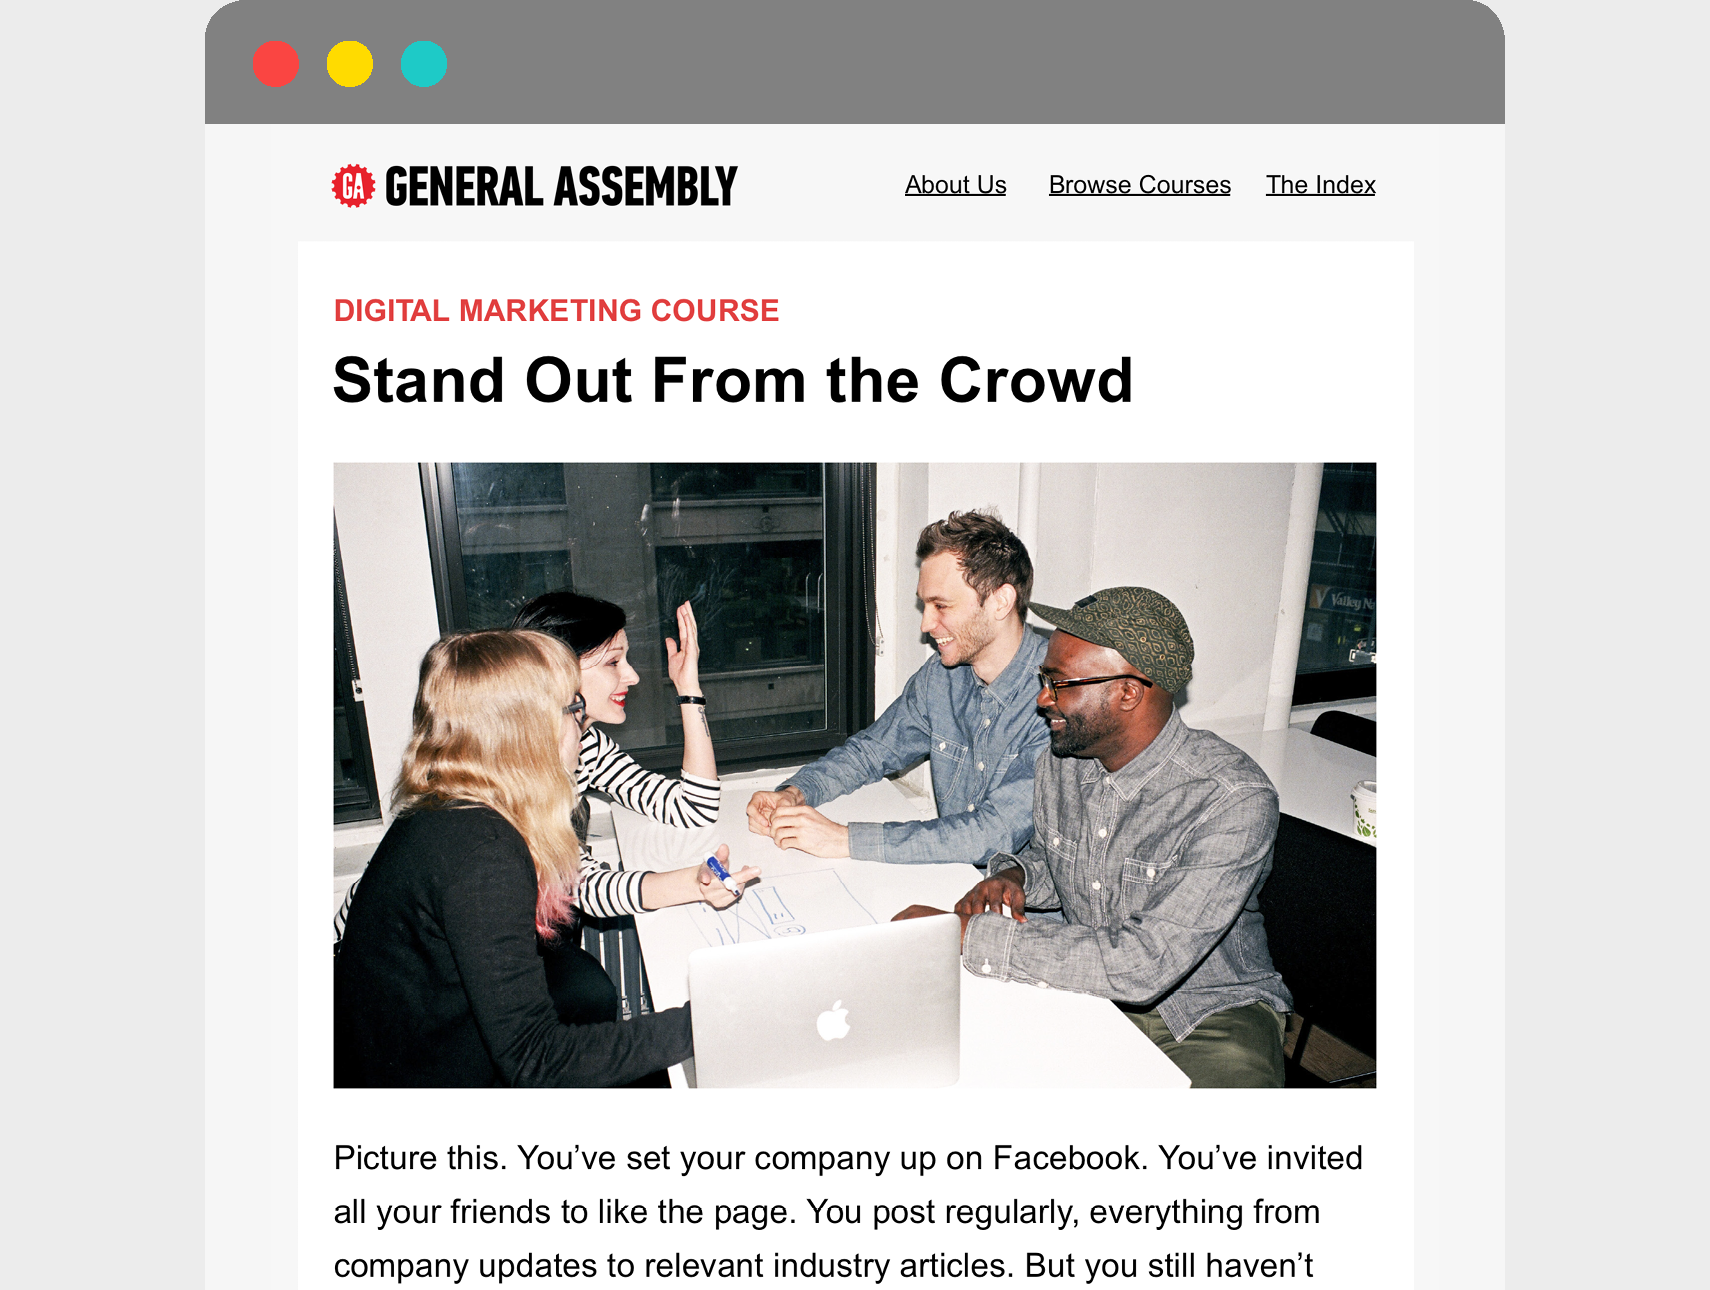 GA GENERAL ASSEMBLY
About Us Browse Courses The Index
DIGITAL MARKETING COURSE
Stand Out From the Crowd
Valley
Picture this. You’ve set your company up on Facebook. You’ve invited
all your friends to like the page. You post regularly, everything from
company updates to relevant industry articles. But you still haven’t